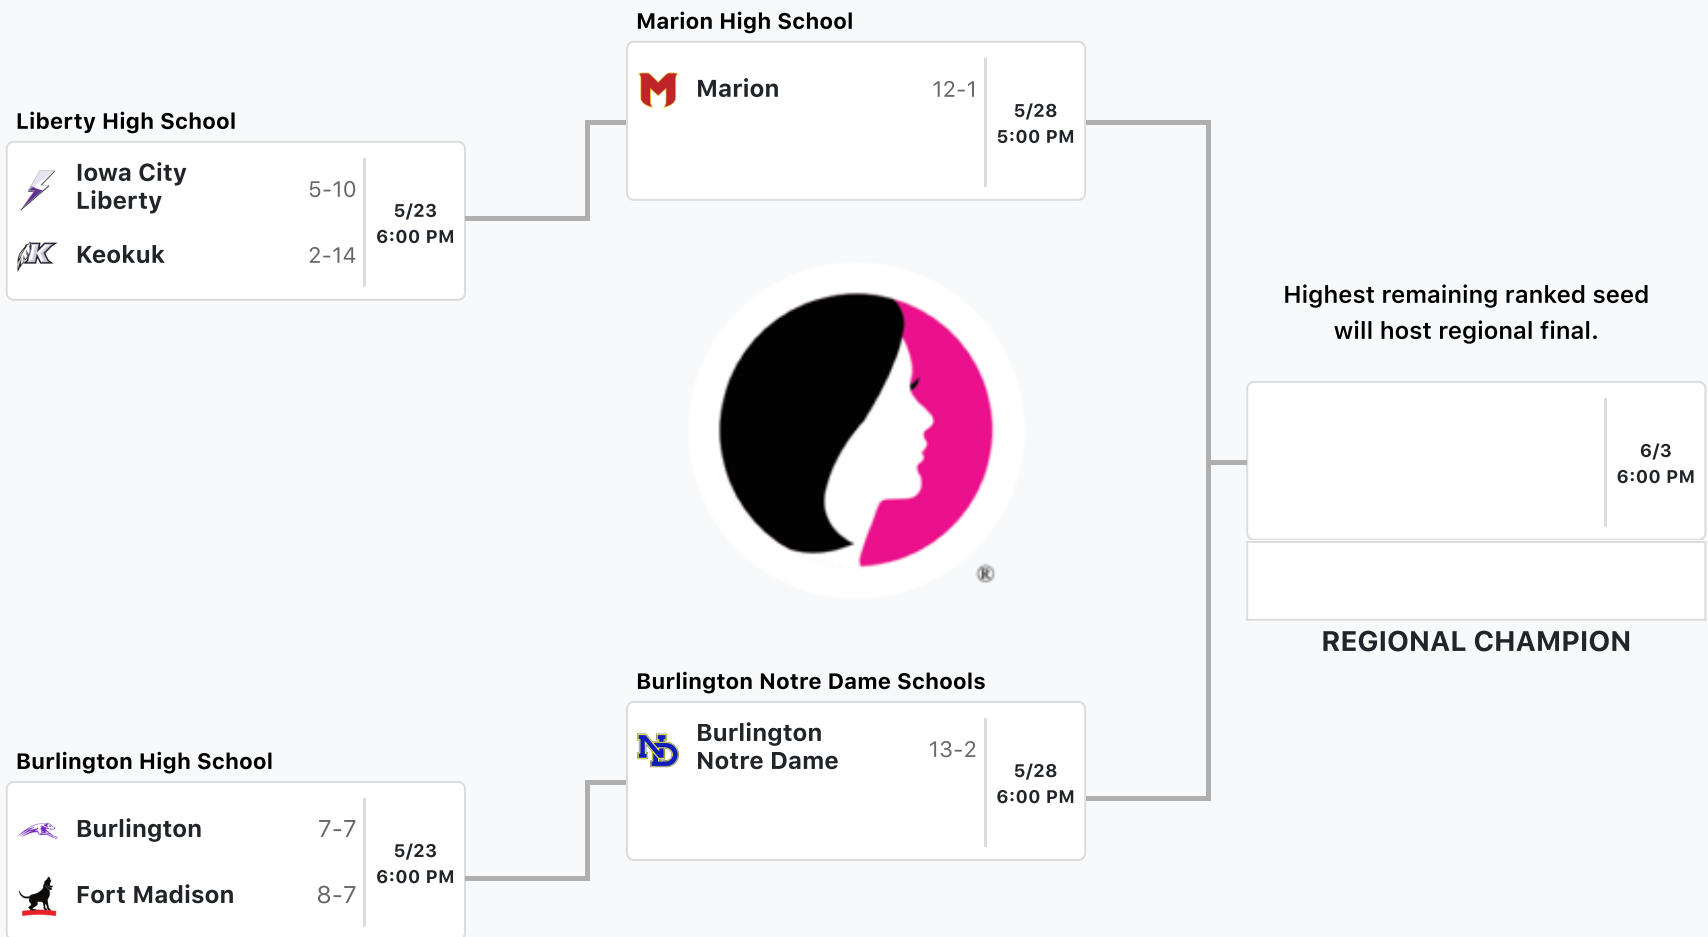 Marion High School
Marion 12-1
5/28
5:00 PM
Liberty High School
Iowa City
Liberty
5-10
Keokuk 2-14
5/23
6:00 PM
Highest remaining ranked seed
will host regional final.
6/3
6:00 PM
REGIONAL CHAMPION
®
Burlington Notre Dame Schools
Burlington
Notre Dame
13-2
5/28
6:00 PM
Burlington High School
Burlington 7-7
Fort Madison 8-7
5/23
6:00 PM
M
K
ND